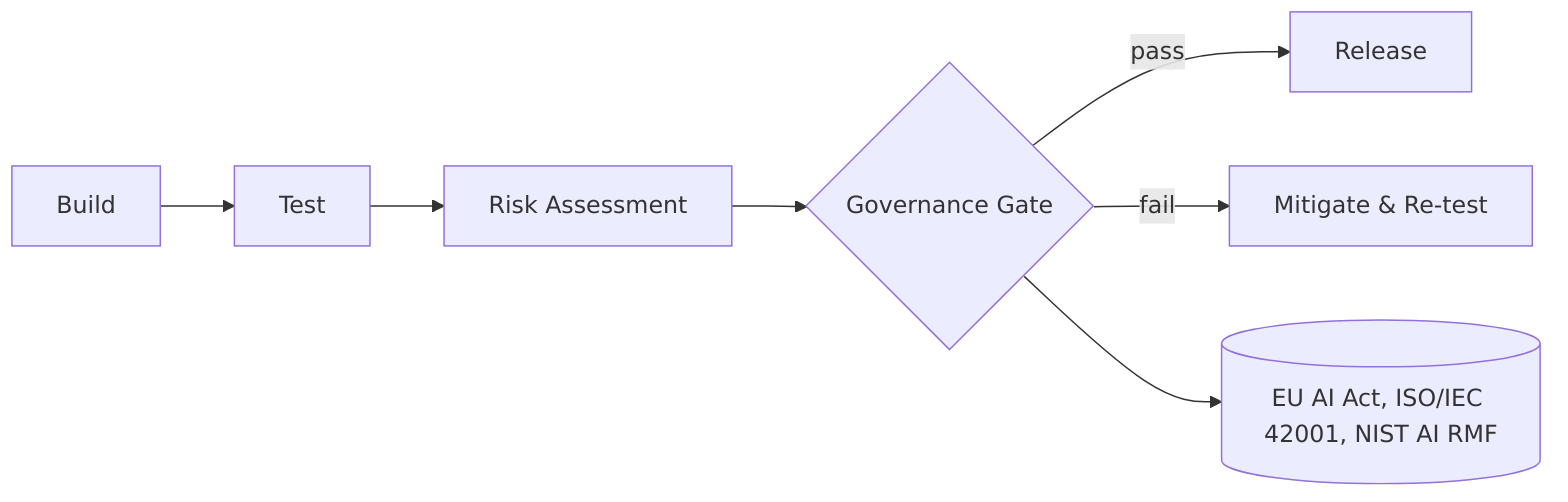 Build
Test
Risk Assessment
Governance Gate
pass
Release
fail
Mitigate & Re-test
EU AI Act, ISO/IEC
42001, NIST AI RMF